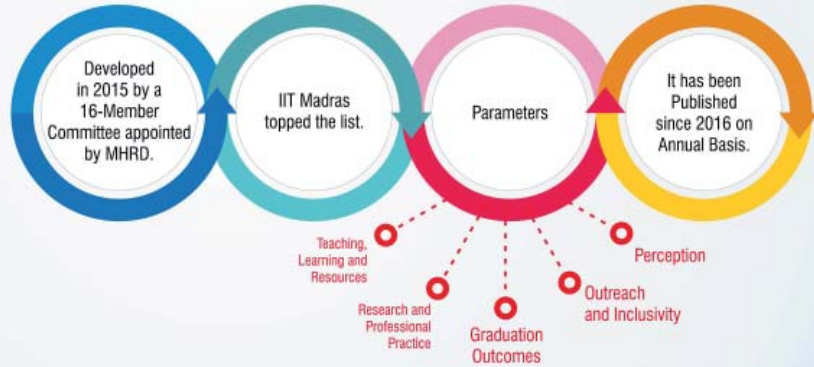 Developed
in 2015 by a
16-Member
Committee appointed
by MHRD.
IIT Madras
topped the list.
Parameters
It has been
Published
since 2016 on
Annual Basis.
Teaching,
Learning and
Resources
Research and
Professional
Practice
Graduation
Outcomes
Outreach
and Inclusivity
Perception